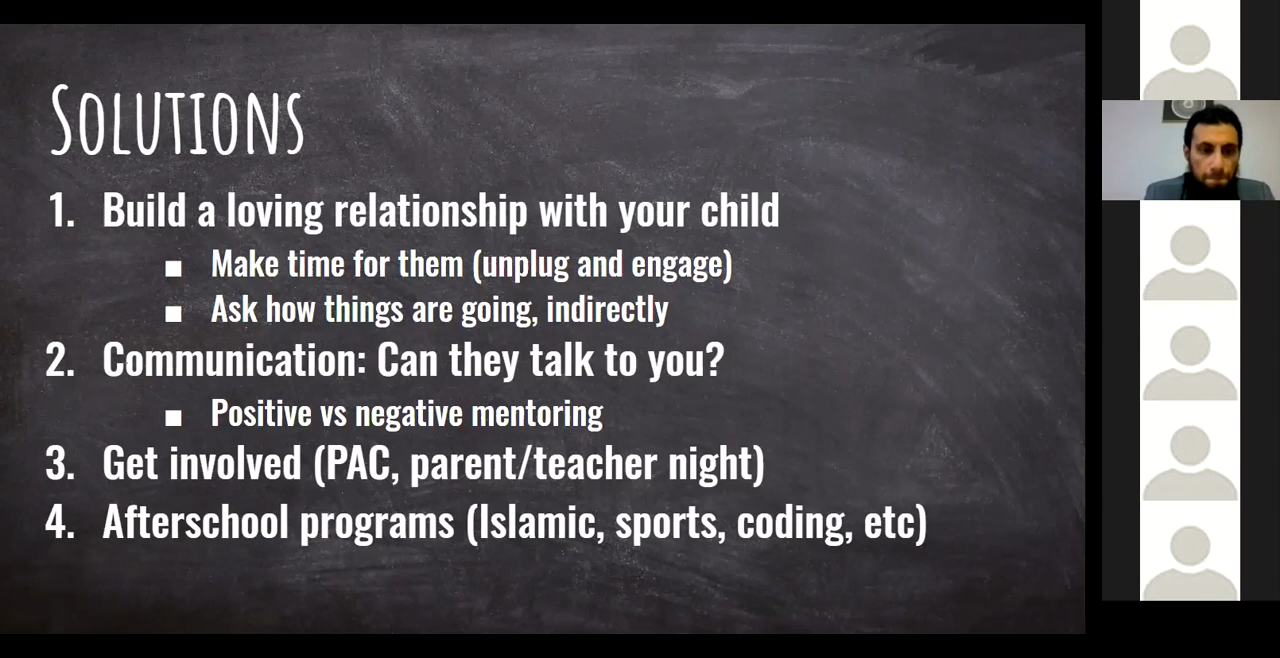 Solutions
1. Build a loving relationship with your child
■ Make time for them (unplug and engage)
■ Ask how things are going, indirectly
2. Communication: Can they talk to you?
■ Positive vs negative mentoring
3. Get involved (PAC, parent/teacher night)
4. Afterschool programs (Islamic, sports, coding, etc)